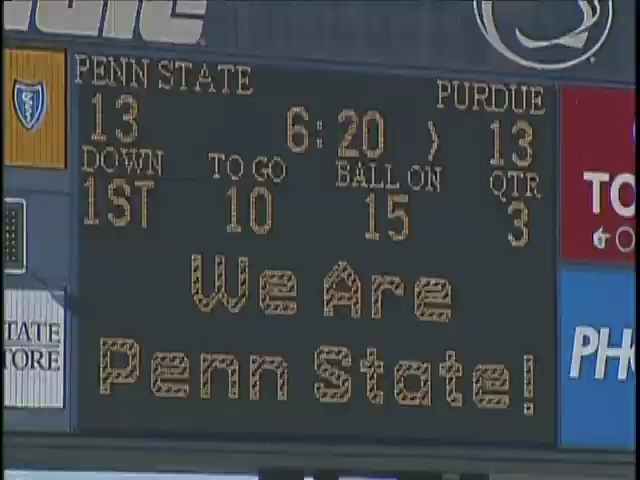 PENN STATE PURDUE
13 6:20 ) 13
DOWN TO GO BALL ON QTR
1ST 10 15 3
We Are
Penn State!
TATE
TORE
TO
PH